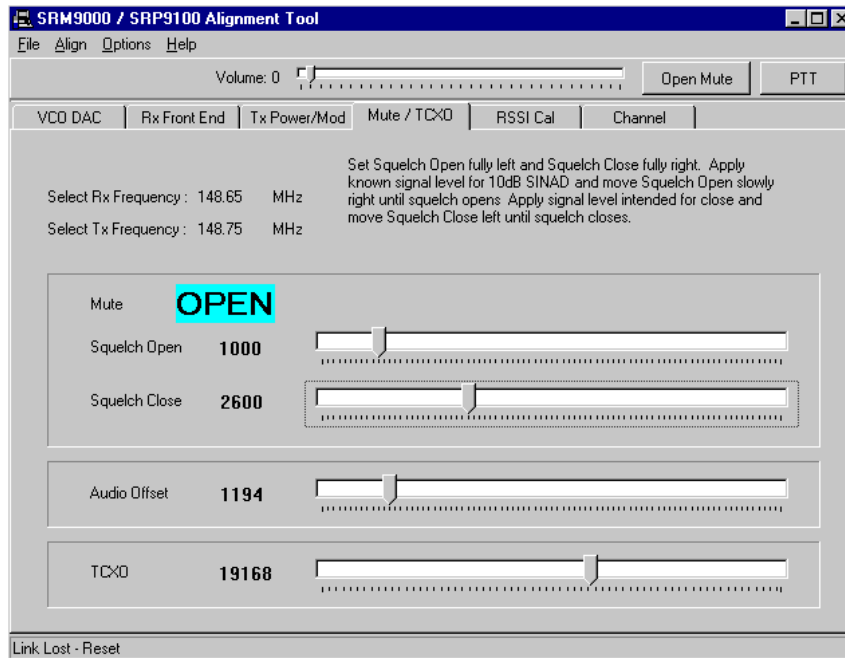 SRM9000 / SRP9100 Alignment Tool
File Align Options Help
Volume: 0 Open Mute PTT
VCO DAC Rx Front End Tx Power/Mod Mute / TCXO RSSI Cal Channel
Set Squelch Open fully left and Squelch Close fully right. Apply
known signal level for 10dB SINAD and move Squelch Open slowly
right until squelch opens Apply signal level intended for close and
move Squelch Close left until squelch closes.
Select Rx Frequency : 148.65 MHz
Select Tx Frequency : 148.75 MHz
Mute OPEN
Squelch Open 1000
Squelch Close 2600
Audio Offset 1194
TCXO 19168
Link Lost - Reset